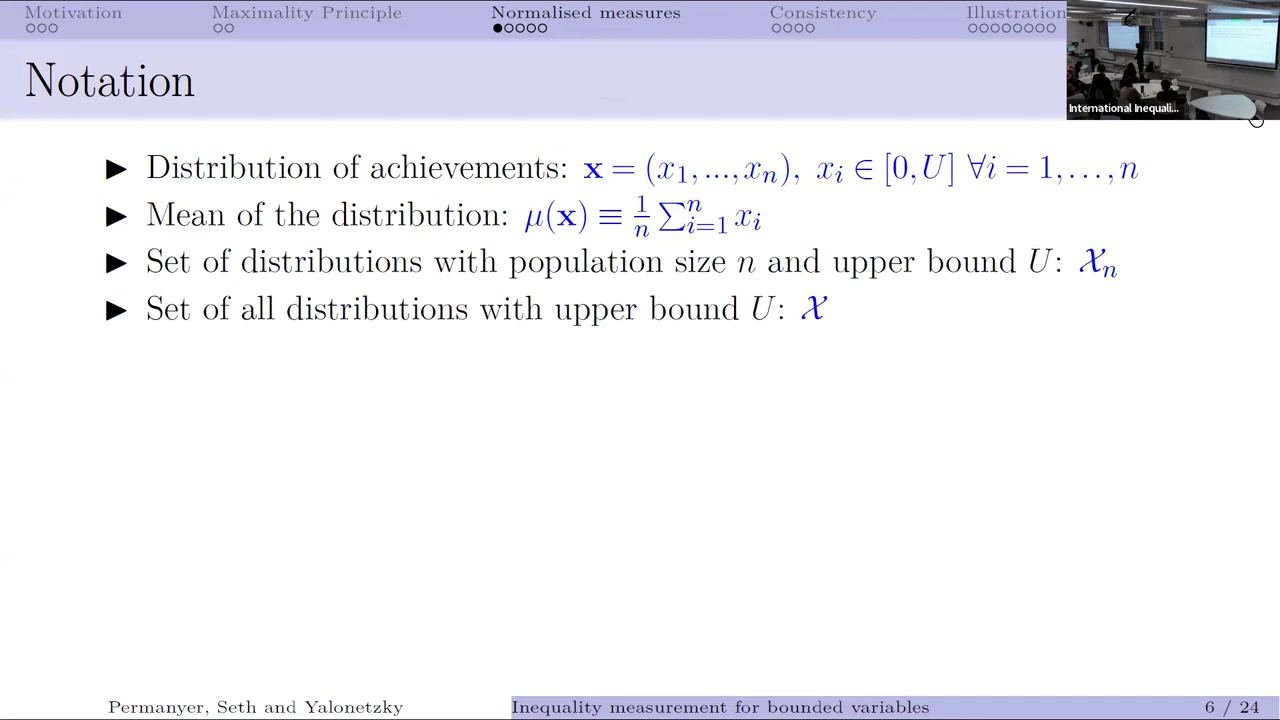 Motivation Maximality Principle Normalised measures Consistency Illustration
Notation
International Inequali...
▶ Distribution of achievements: x = (x₁, ..., xₙ), xᵢ ∈ [0, U] ∀i = 1, . . . , n
▶ Mean of the distribution: μ(x) ≡ 1/n ∑ⁿᵢ₌₁ xᵢ
▶ Set of distributions with population size n and upper bound U: 𝒳ₙ
▶ Set of all distributions with upper bound U: 𝒳
Permanyer, Seth and Yalonetzky Inequality measurement for bounded variables 6 / 24